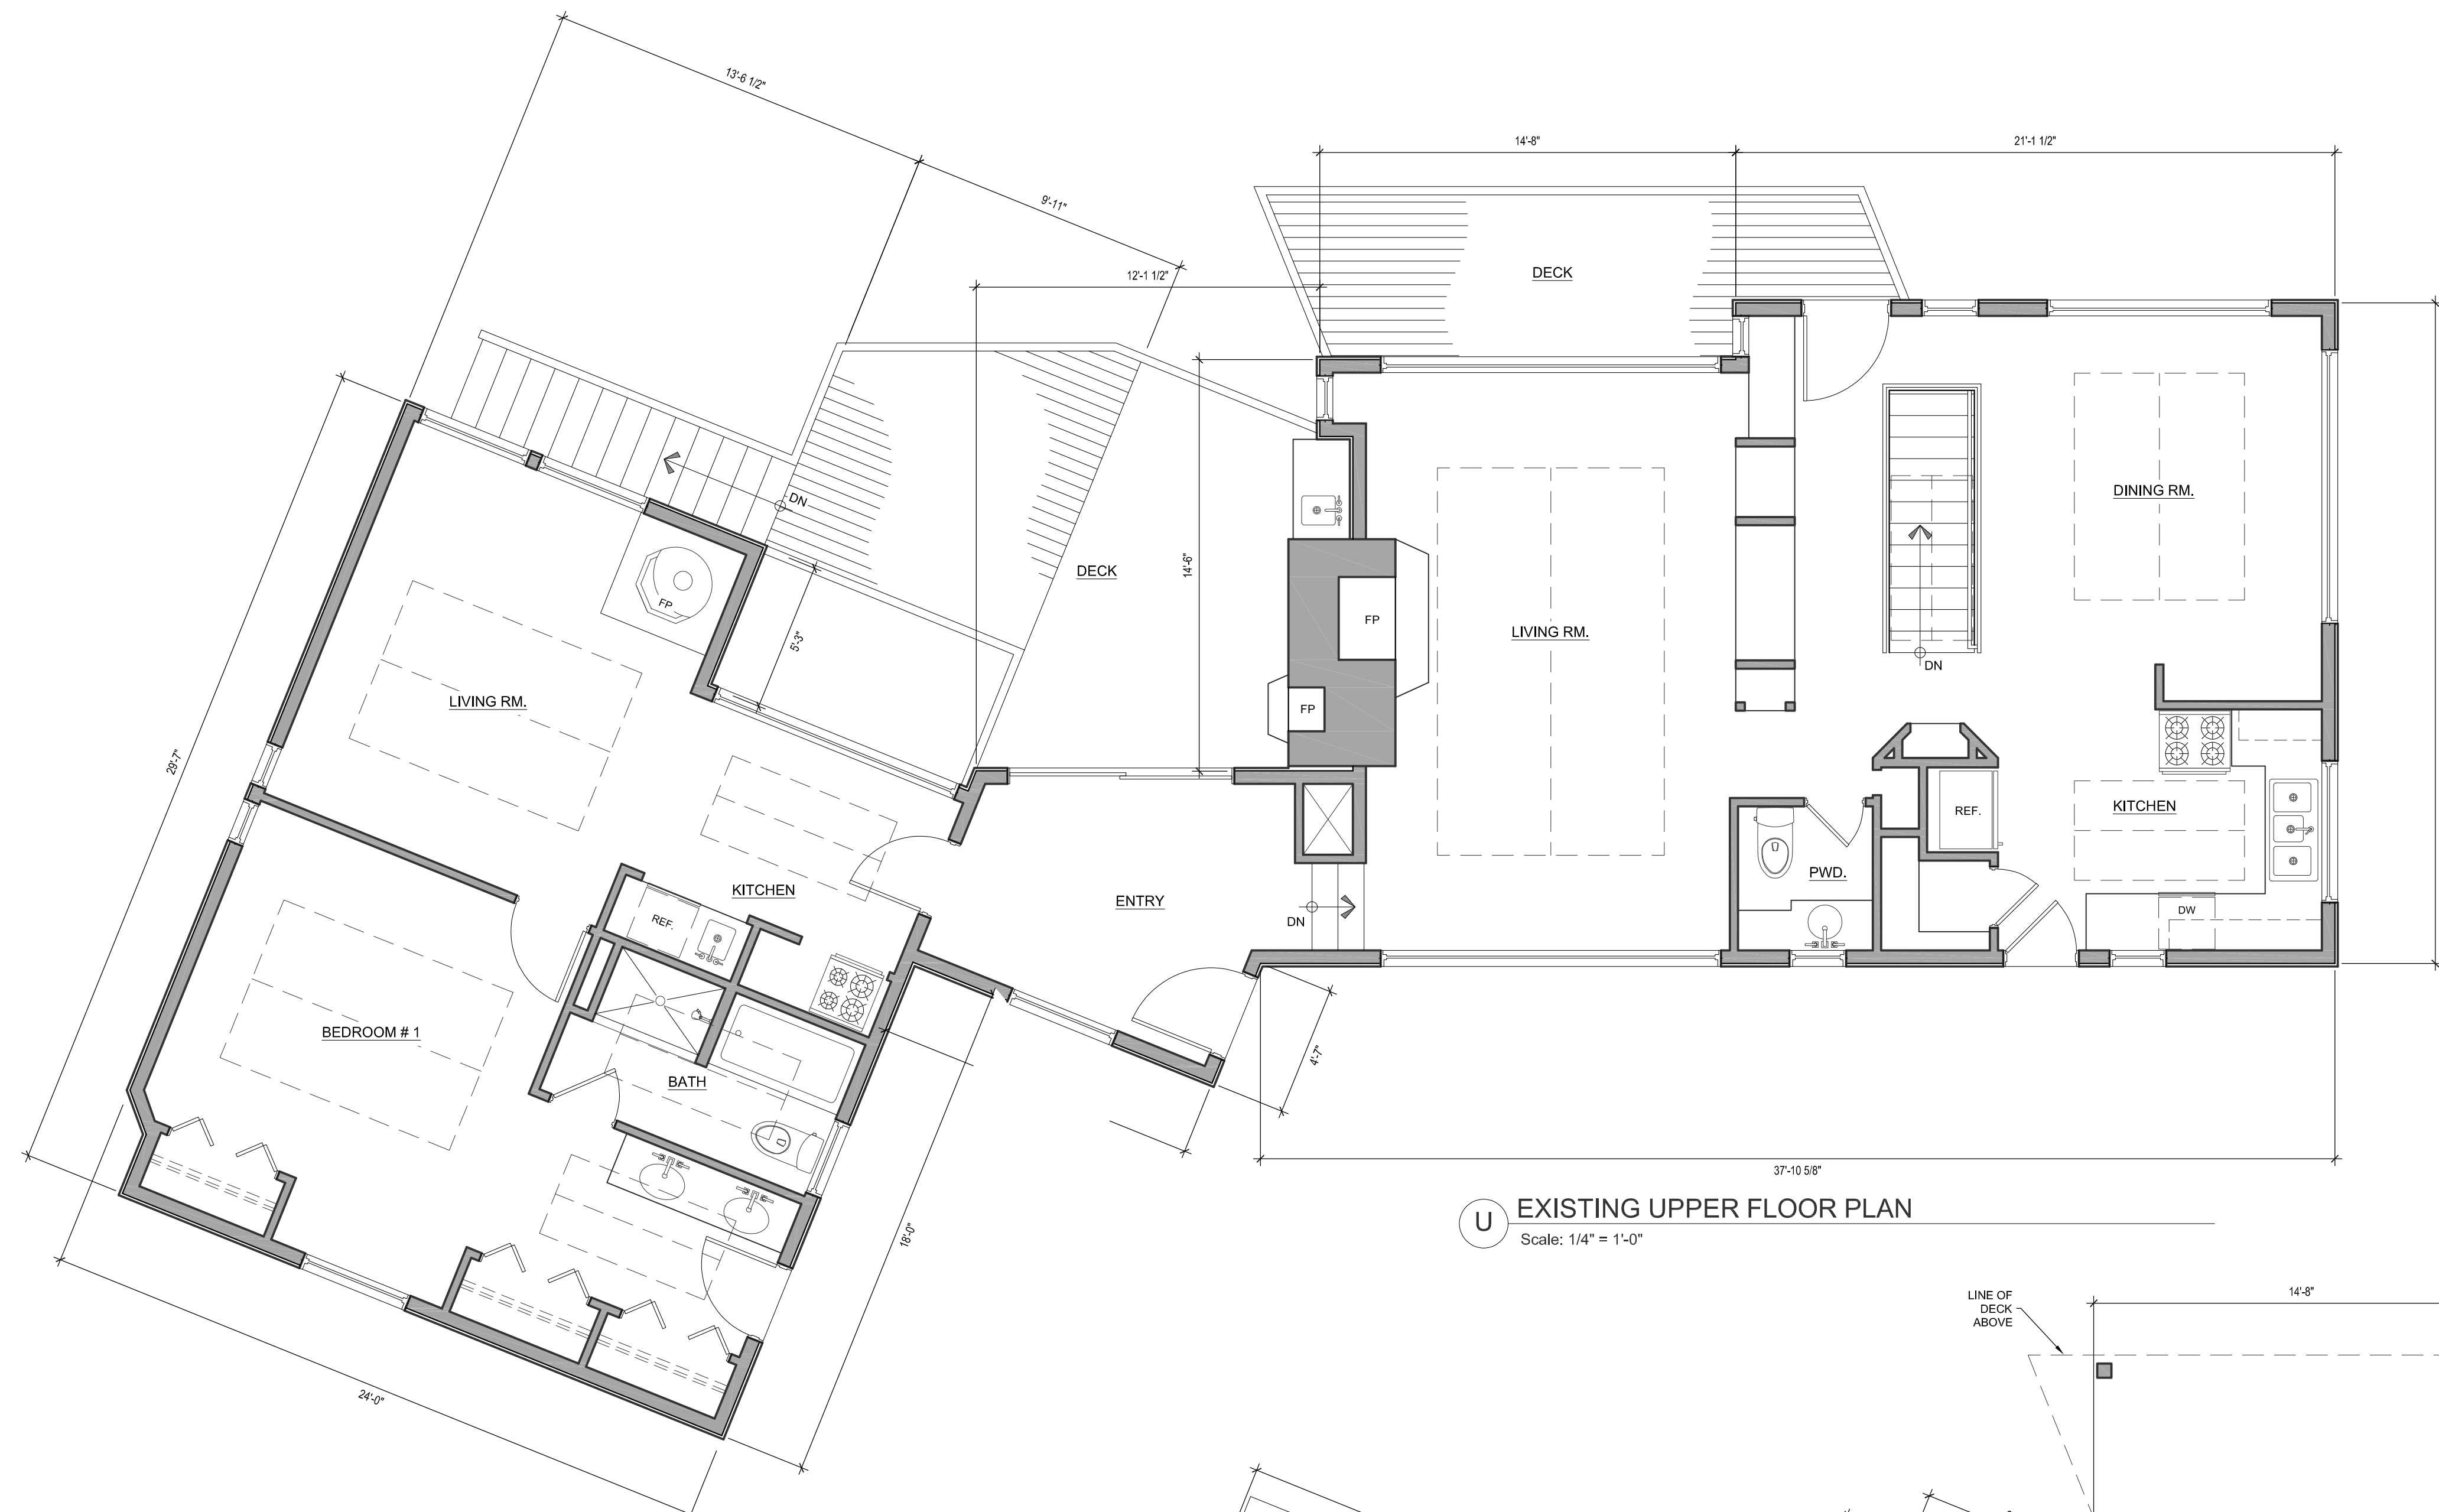 13'-6 1/2"
14'-8"
21'-1 1/2"
9'-11"
12'-1 1/2"
DECK
DN
DINING RM.
DECK
14'-6"
FP
FP
LIVING RM.
5'-3"
DN
LIVING RM.
FP
29'-7"
KITCHEN
REF.
PWD.
KITCHEN
REF.
ENTRY
DN
DW
BEDROOM # 1
BATH
4'-7"
37'-10 5/8"
U
EXISTING UPPER FLOOR PLAN
Scale: 1/4" = 1'-0"
18'-0"
LINE OF
DECK
ABOVE
14'-8"
24'-0"